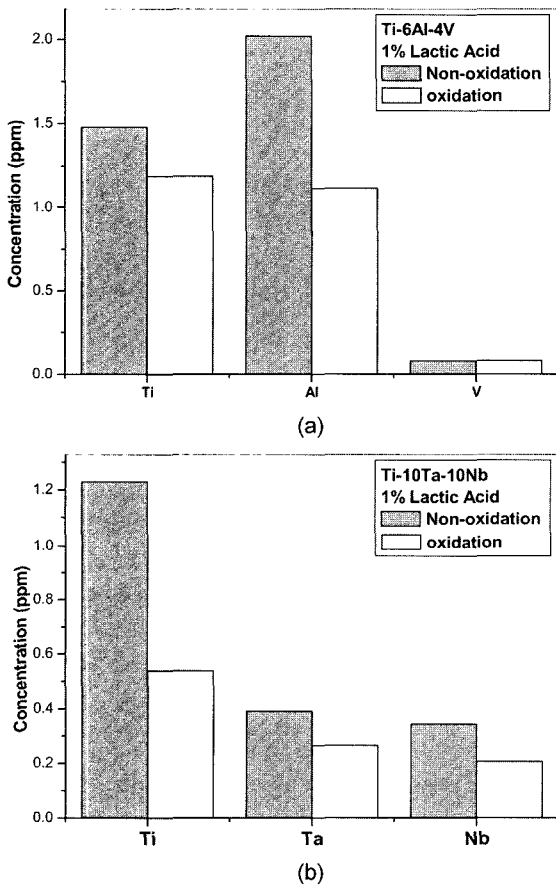 Ti-6Al-4V
1% Lactic Acid
Non-oxidation
oxidation
Concentration (ppm)
2.0
1.5
1.0
0.5
0.0
Ti Al V
(a)
Ti-10Ta-10Nb
1% Lactic Acid
Non-oxidation
oxidation
Concentration (ppm)
1.2
1.0
0.8
0.6
0.4
0.2
0.0
Ti Ta Nb
(b)